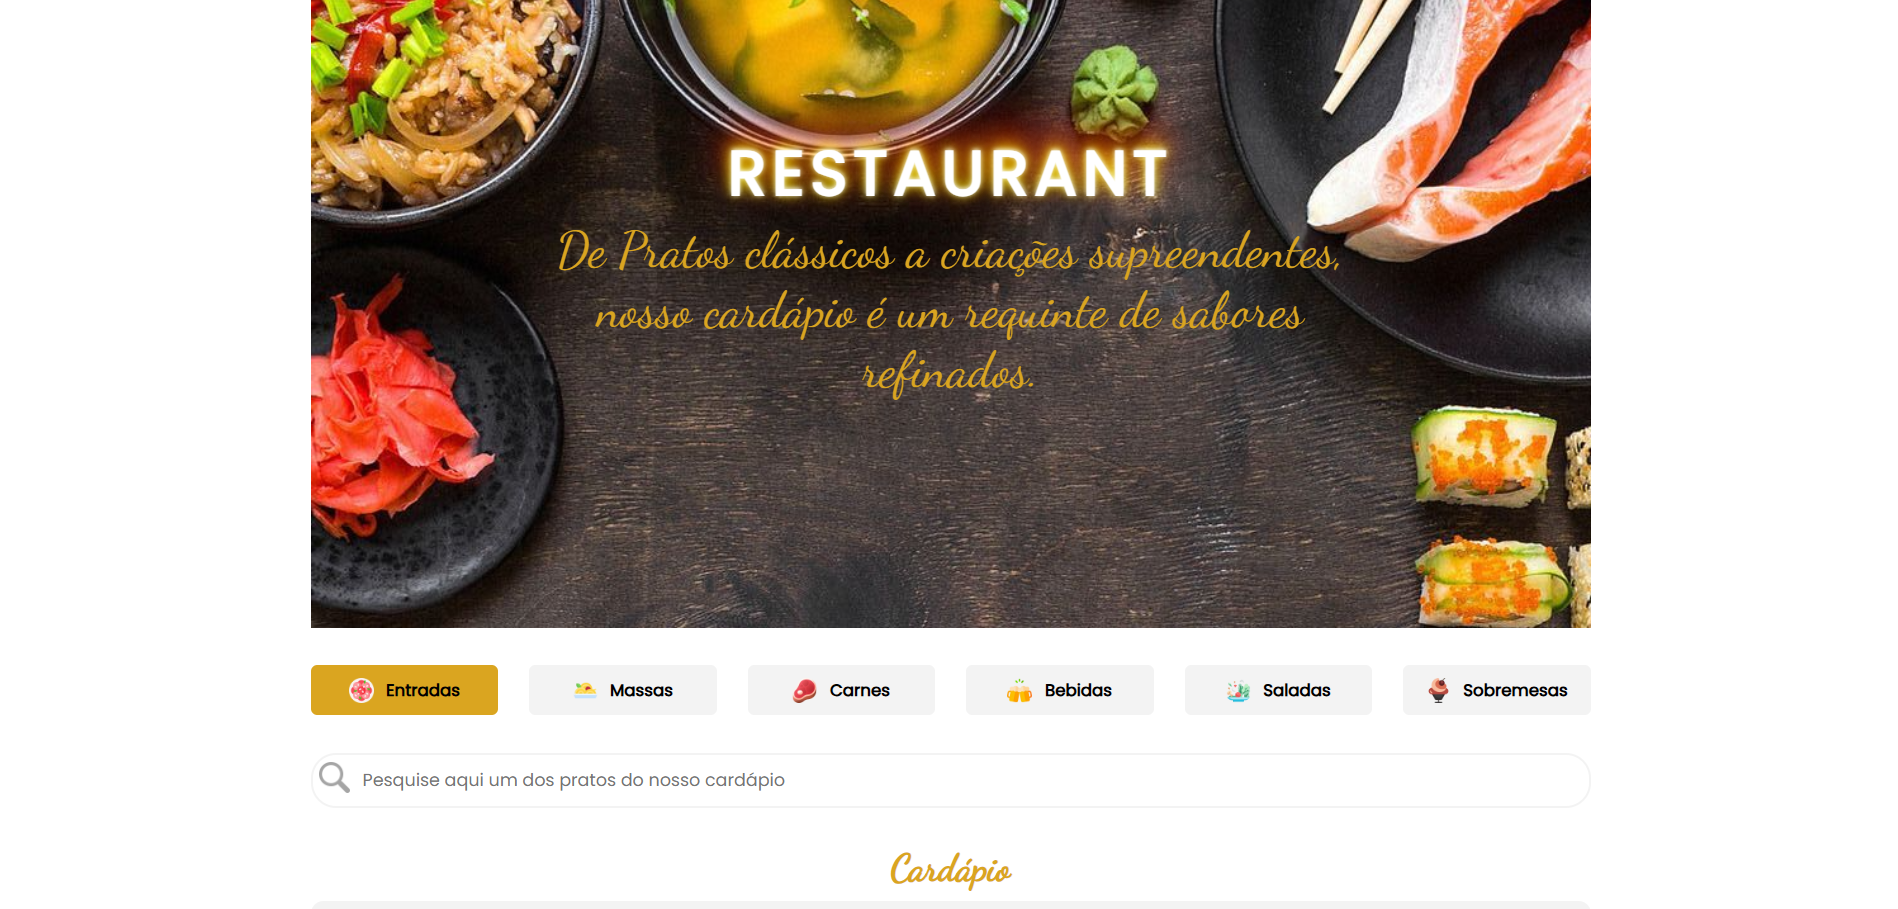 RESTAURANT
De Pratos clássicos a criações supreendentes,
nosso cardápio é um requinte de sabores
refinados.
Entradas
Massas
Carnes
Bebidas
Saladas
Sobremesas
Pesquise aqui um dos pratos do nosso cardápio
Cardápio